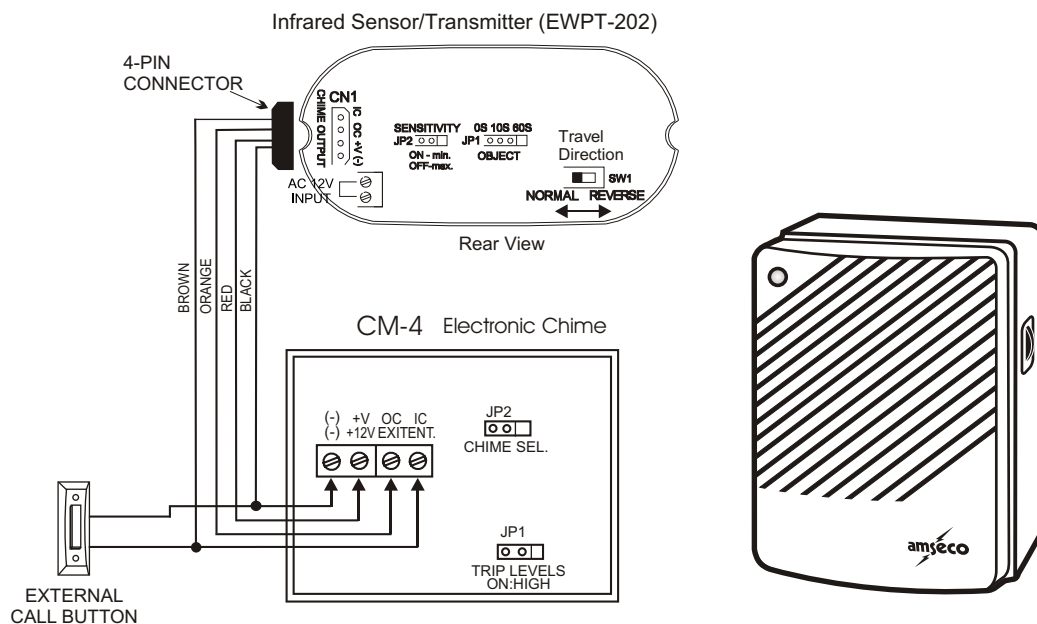 Infrared Sensor/Transmitter (EWPT-202)
4-PIN
CONNECTOR
CN1
CHIME OUTPUT
IC OC +V (-)
SENSITIVITY
JP2
ON - min.
OFF-max.
0S 10S 60S
JP1
OBJECT
Travel
Direction
SW1
NORMAL REVERSE
AC 12V
INPUT
Rear View
BROWN
ORANGE
RED
BLACK
CM-4 Electronic Chime
(-) +V OC IC
(-) +12V EXIT ENT.
JP2
CHIME SEL.
JP1
TRIP LEVELS
ON:HIGH
EXTERNAL
CALL BUTTON
amseco